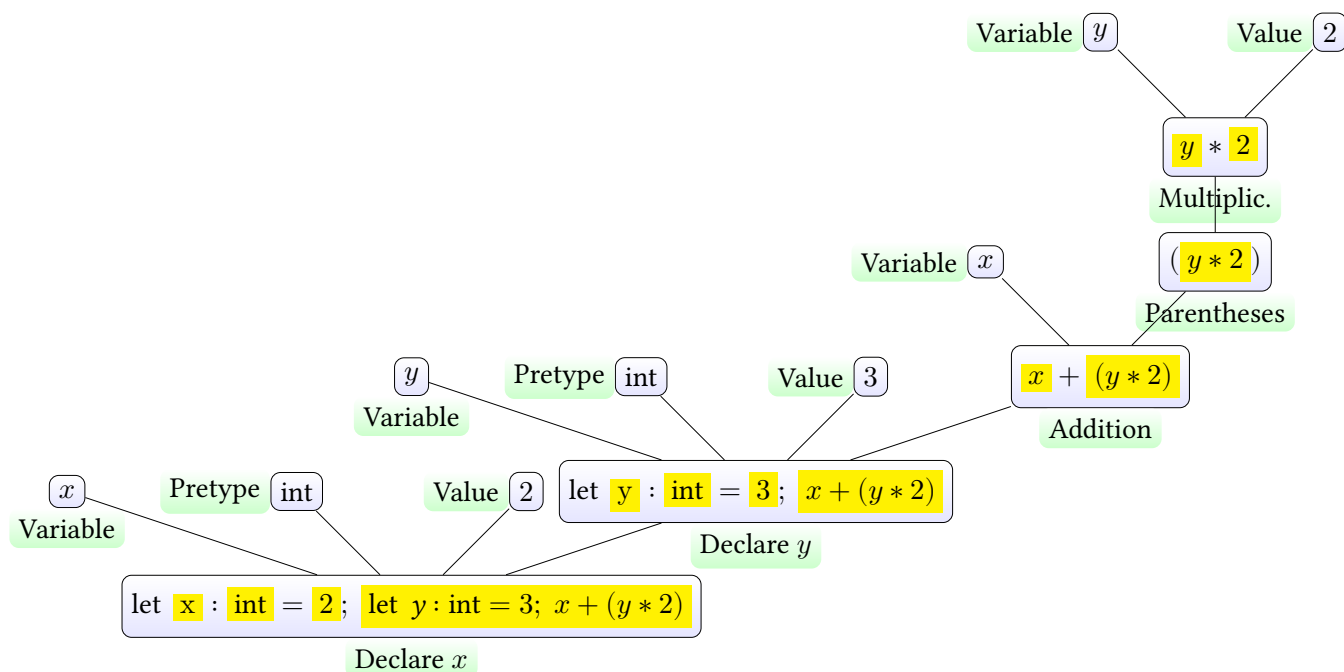 Variable y Value 2
y ∗ 2
Multiplic.
Variable x ( y ∗ 2 )
Parentheses
y Pretype int Value 3 x + (y ∗ 2)
Variable Addition
x Pretype int Value 2 let y : int = 3 ; x + (y ∗ 2)
Variable Declare y
let x : int = 2 ; let y : int = 3; x + (y ∗ 2)
Declare x